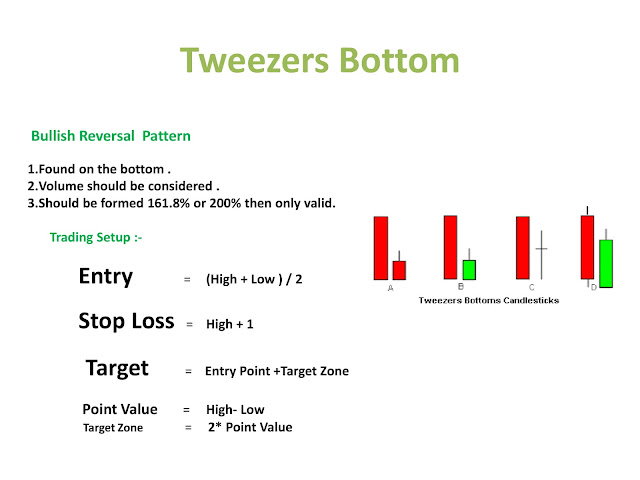 Tweezers Bottom
Bullish Reversal  Pattern
1.Found on the bottom .
2.Volume should be considered .
3.Should be formed 161.8% or 200% then only valid.
Trading Setup :-
Entry = (High + Low ) / 2
Stop Loss = High + 1
Target = Entry Point +Target Zone
Point Value = High- Low
Target Zone = 2* Point Value
A B C D
Tweezers Bottoms Candlesticks